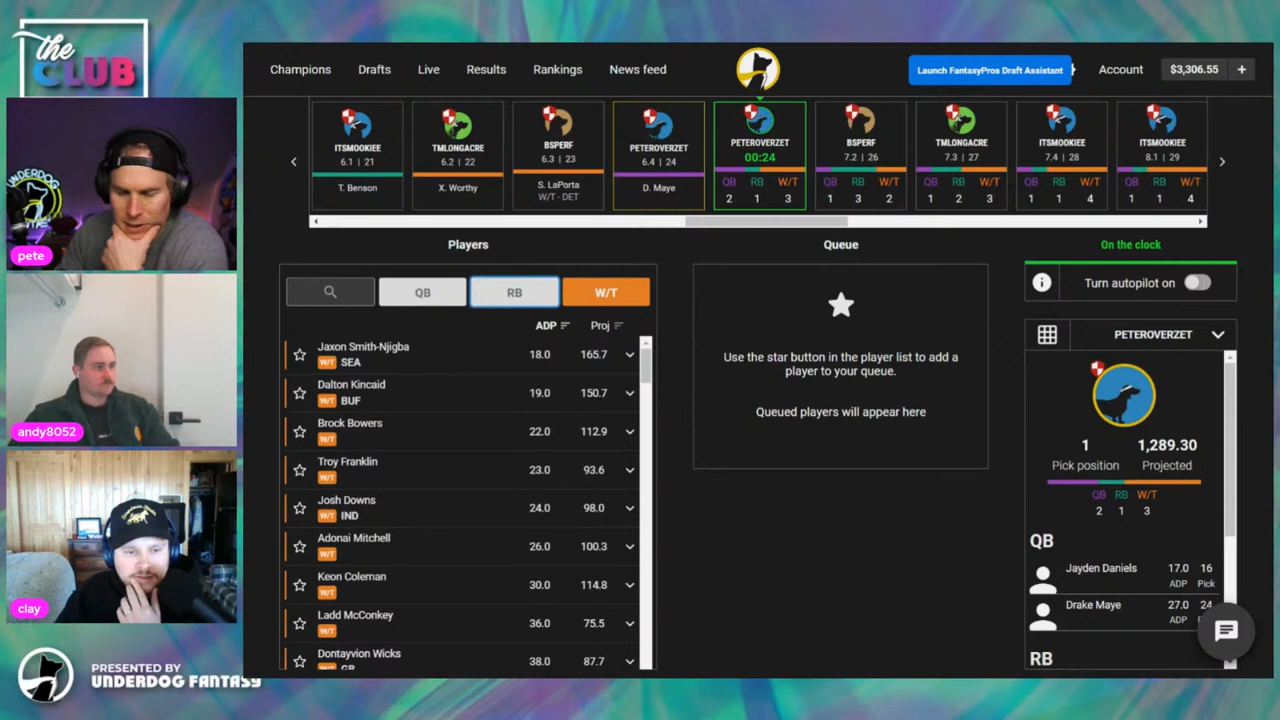 the
CLUB
UNDERDOG
pete
andy8052
clay
PRESENTED BY
UNDERDOG FANTASY
Champions
Drafts
Live
Results
Rankings
News feed
Launch FantasyPros Draft Assistant
Account
$3,306.55
+
ITSMOOKIEE
6.1 | 21
T. Benson
TMLONGACRE
6.2 | 22
X. Worthy
BSPERF
6.3 | 23
S. LaPorta
W/T - DET
PETEROVERZET
6.4 | 24
D. Maye
PETEROVERZET
00:24
QB RB W/T
2 1 3
BSPERF
7.2 | 26
QB RB W/T
1 3 2
TMLONGACRE
7.3 | 27
QB RB W/T
1 2 3
ITSMOOKIEE
7.4 | 28
QB RB W/T
1 1 4
ITSMOOKIEE
8.1 | 29
QB RB W/T
1 1 4
Players
QB
RB
W/T
ADP Proj
Jaxon Smith-Njigba
W/T SEA
18.0 165.7
Dalton Kincaid
W/T BUF
19.0 150.7
Brock Bowers
W/T
22.0 112.9
Troy Franklin
W/T
23.0 93.6
Josh Downs
W/T IND
24.0 98.0
Adonai Mitchell
W/T
26.0 100.3
Keon Coleman
W/T
30.0 114.8
Ladd McConkey
W/T
36.0 75.5
Dontayvion Wicks
W/T GB
38.0 87.7
Queue
Use the star button in the player list to add a
player to your queue.
Queued players will appear here
On the clock
Turn autopilot on
PETEROVERZET
1 1,289.30
Pick position Projected
QB RB W/T
2 1 3
QB
Jayden Daniels
17.0 16
ADP Pick
Drake Maye
27.0 24
ADP
RB